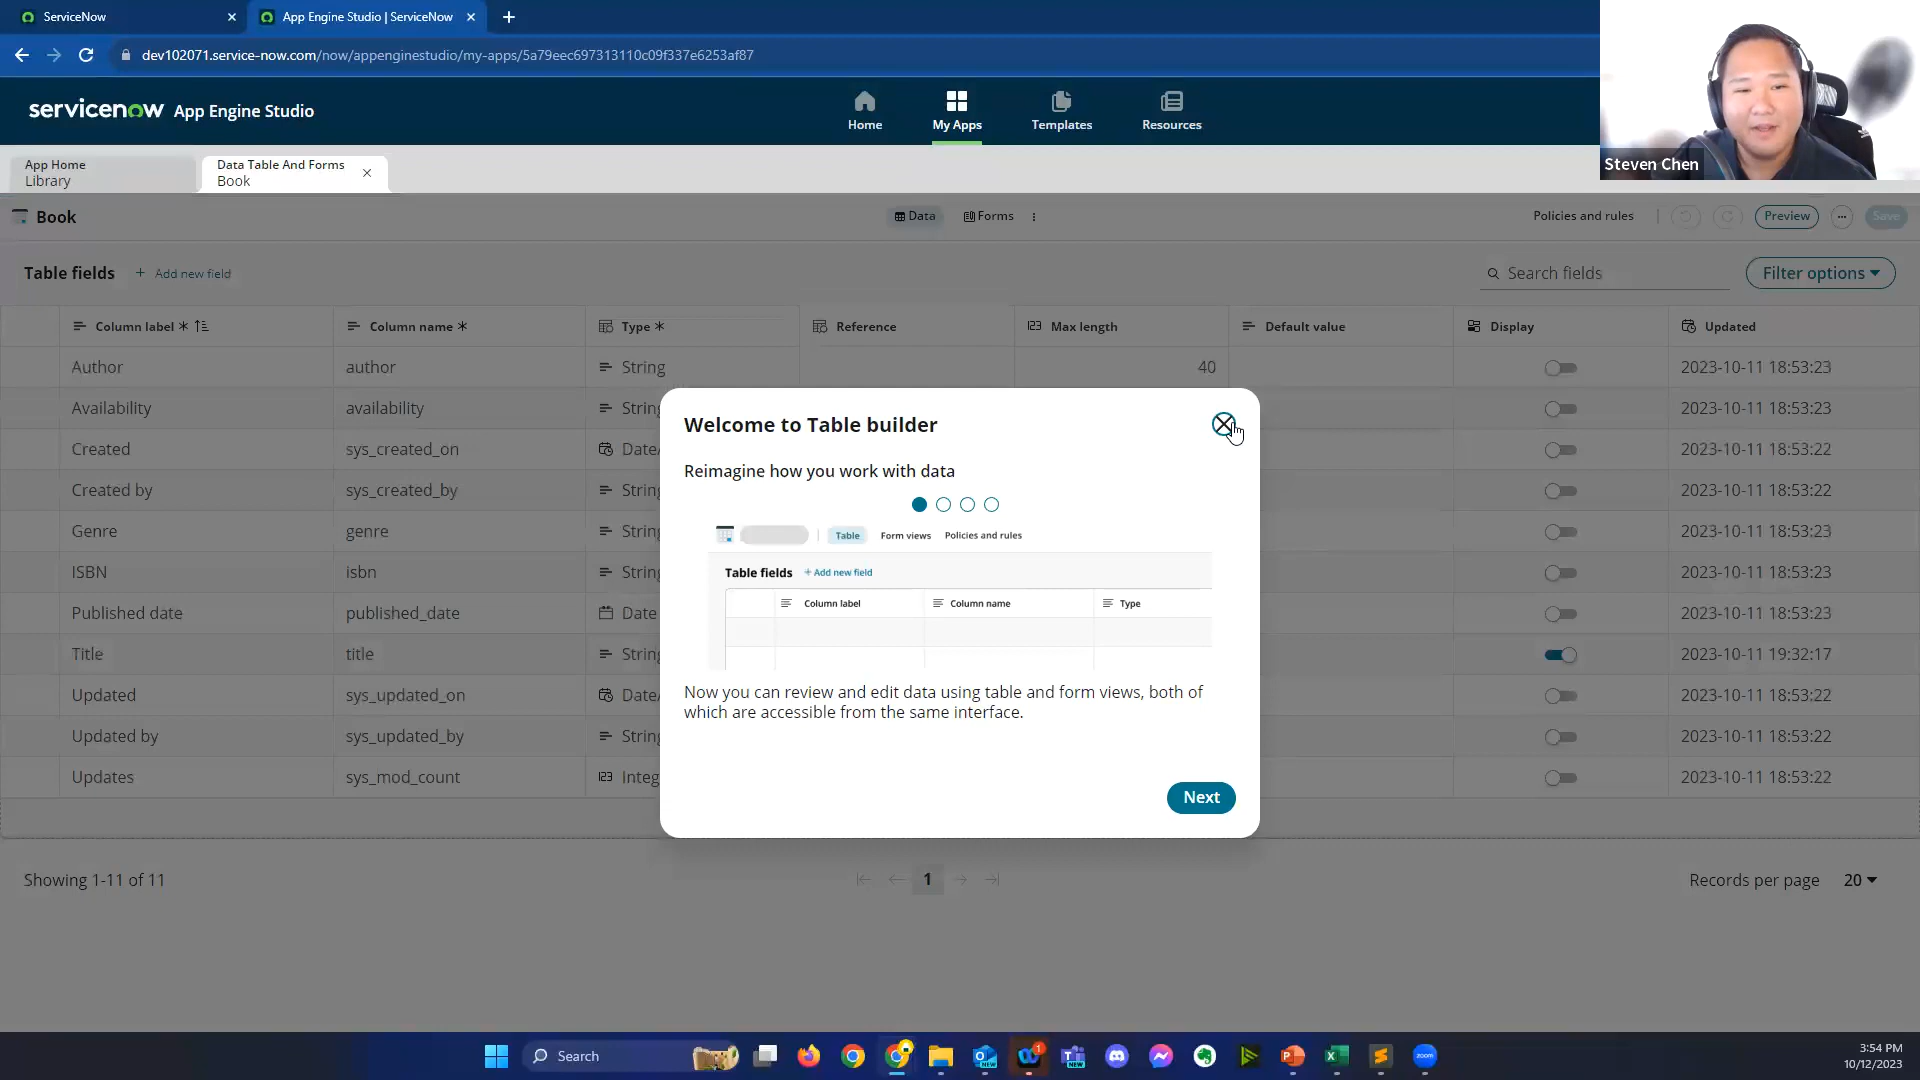 ServiceNow
App Engine Studio | ServiceNow
dev102071.service-now.com/now/appenginestudio/my-apps/5a79eec697313110c09f337e6253af87
servicenow App Engine Studio
Home
My Apps
Templates
Resources
Steven Chen
App Home
Library
Data Table And Forms
Book
Book
Data
Forms
Policies and rules
Preview
Save
Table fields
+ Add new field
Search fields
Filter options
Column label * Column name * Type * Reference Max length Default value Display Updated
Author author String 40 2023-10-11 18:53:23
Availability availability 2023-10-11 18:53:23
Created sys_created_on Date/ 2023-10-11 18:53:22
Created by sys_created_by 2023-10-11 18:53:22
Genre genre 2023-10-11 18:53:23
ISBN isbn 2023-10-11 18:53:23
Published date published_date Date 2023-10-11 18:53:23
Title title 2023-10-11 19:32:17
Updated sys_updated_on Date/ 2023-10-11 18:53:22
Updated by sys_updated_by 2023-10-11 18:53:22
Updates sys_mod_count Integ 2023-10-11 18:53:22
Welcome to Table builder
Reimagine how you work with data
Table
Form views
Policies and rules
Table fields
+ Add new field
Column label
Column name
Type
Now you can review and edit data using table and form views, both of
which are accessible from the same interface.
Next
Showing 1-11 of 11
1
Records per page 20
Search
3:54 PM
10/12/2023